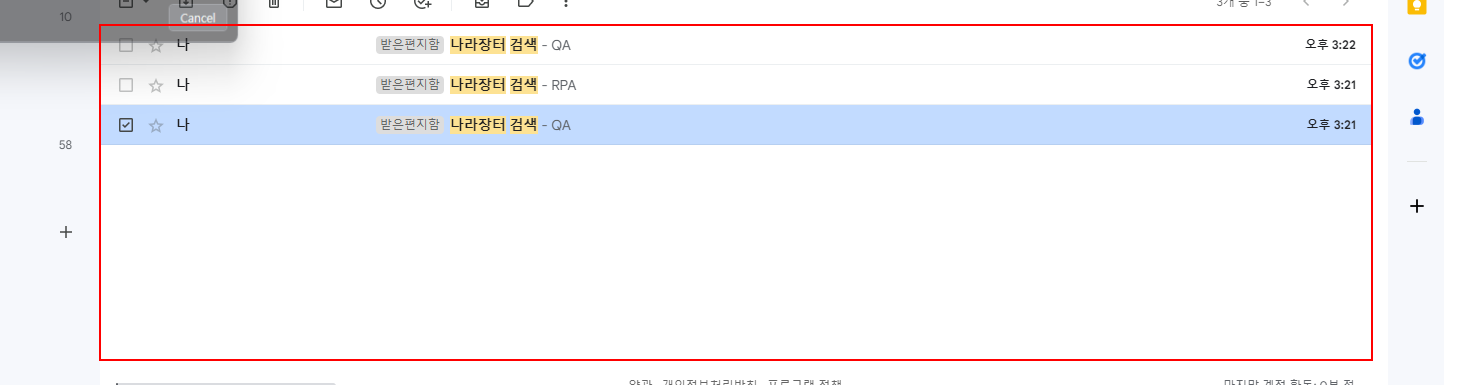 10
Cancel
3개 중 1-3
나 받은편지함 나라장터 검색 - QA 오후 3:22
나 받은편지함 나라장터 검색 - RPA 오후 3:21
나 받은편지함 나라장터 검색 - QA 오후 3:21
58
약관 · 개인정보처리방침 · 프로그램 정책
마지막 계정 활동: 0분 전